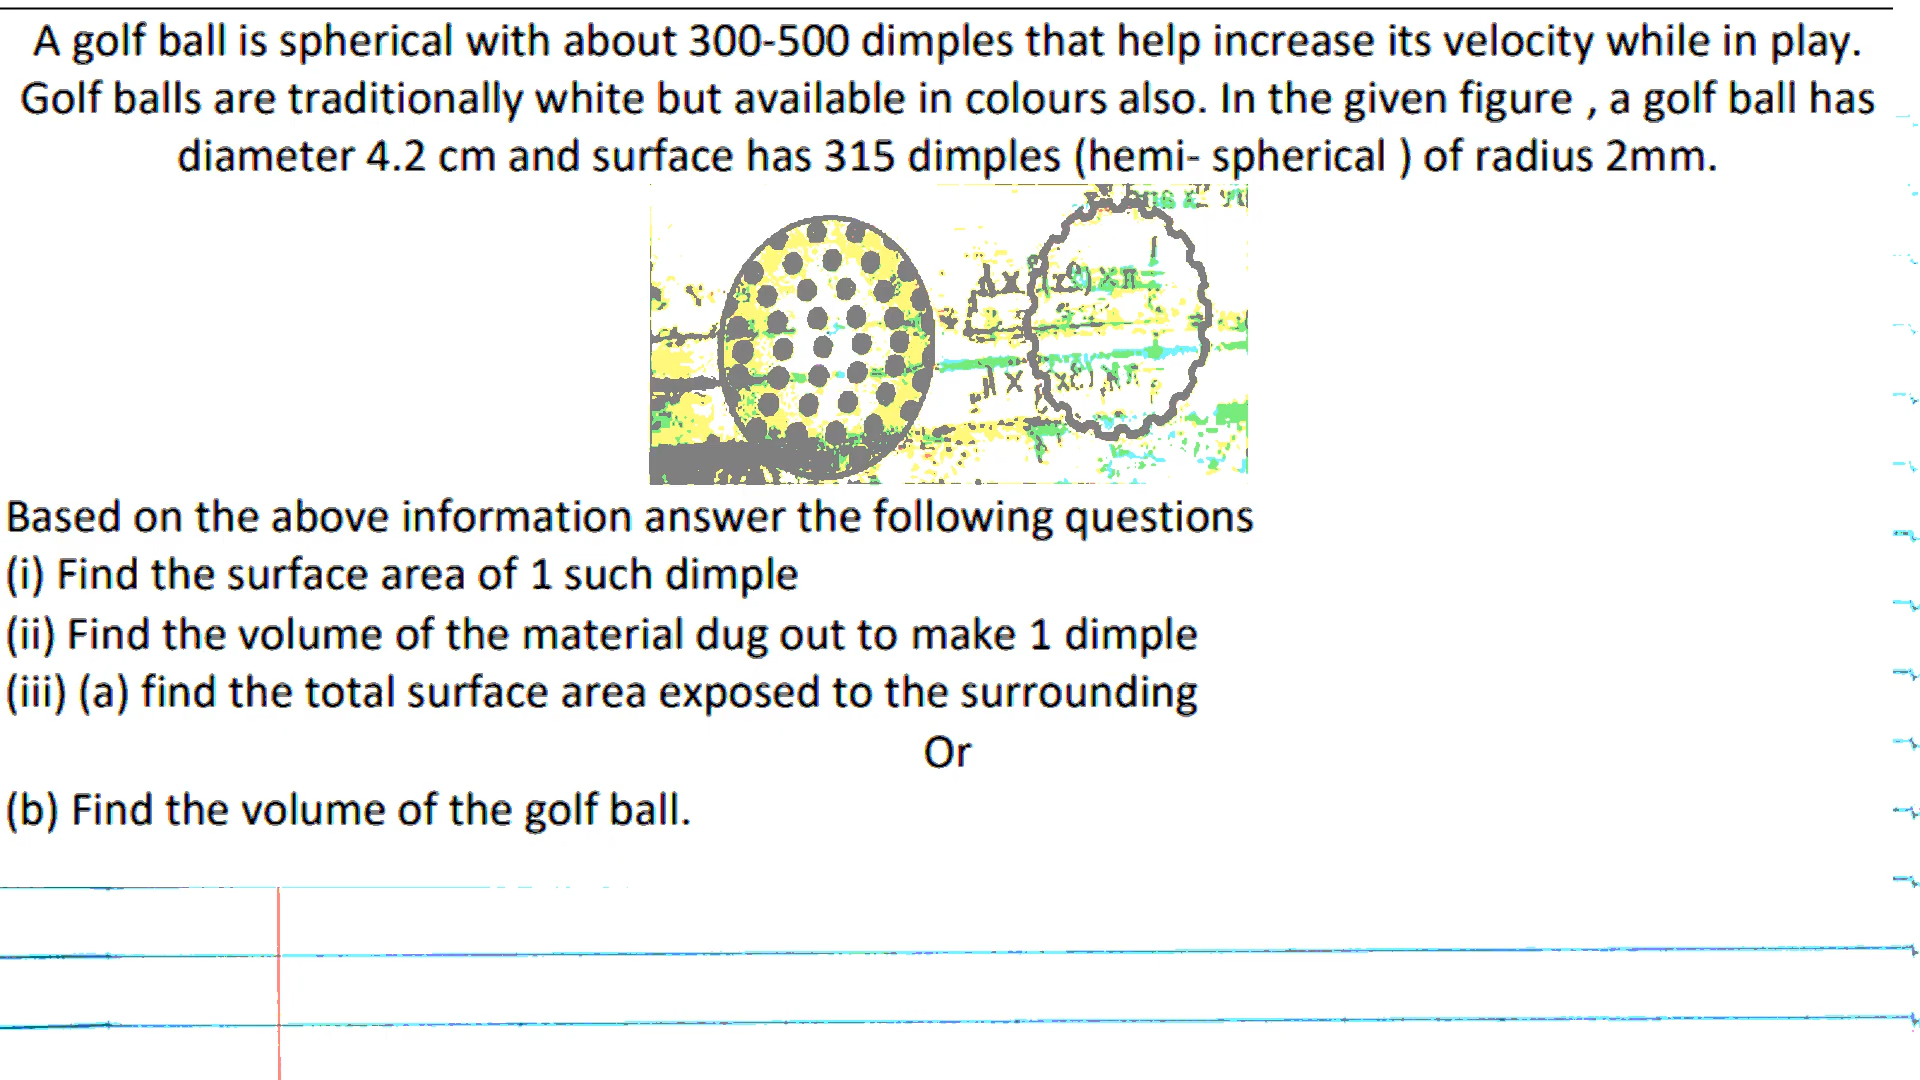 A golf ball is spherical with about 300-500 dimples that help increase its velocity while in play.
Golf balls are traditionally white but available in colours also. In the given figure , a golf ball has
diameter 4.2 cm and surface has 315 dimples (hemi- spherical ) of radius 2mm.
Based on the above information answer the following questions
(i) Find the surface area of 1 such dimple
(ii) Find the volume of the material dug out to make 1 dimple
(iii) (a) find the total surface area exposed to the surrounding
Or
(b) Find the volume of the golf ball.